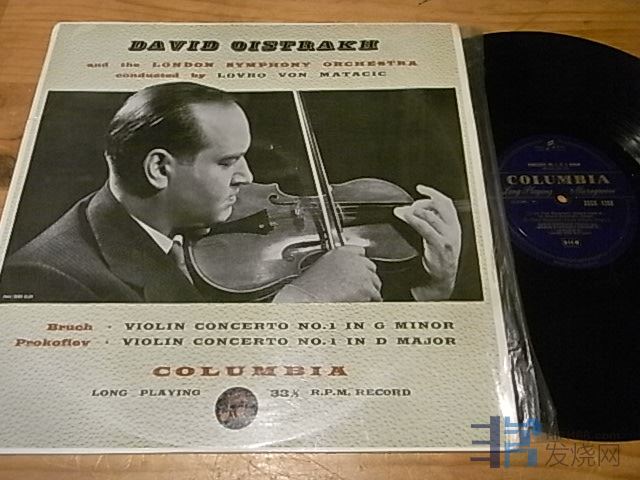 DAVID OISTRAKH
and the LONDON SYMPHONY ORCHESTRA
conducted by LOVRO VON MATACIC
Bruch · VIOLIN CONCERTO NO.1 IN G MINOR
Prokofiev · VIOLIN CONCERTO NO.1 IN D MAJOR
COLUMBIA
LONG PLAYING 33⅓ R.P.M. RECORD
COLUMBIA
Long Playing
发烧网